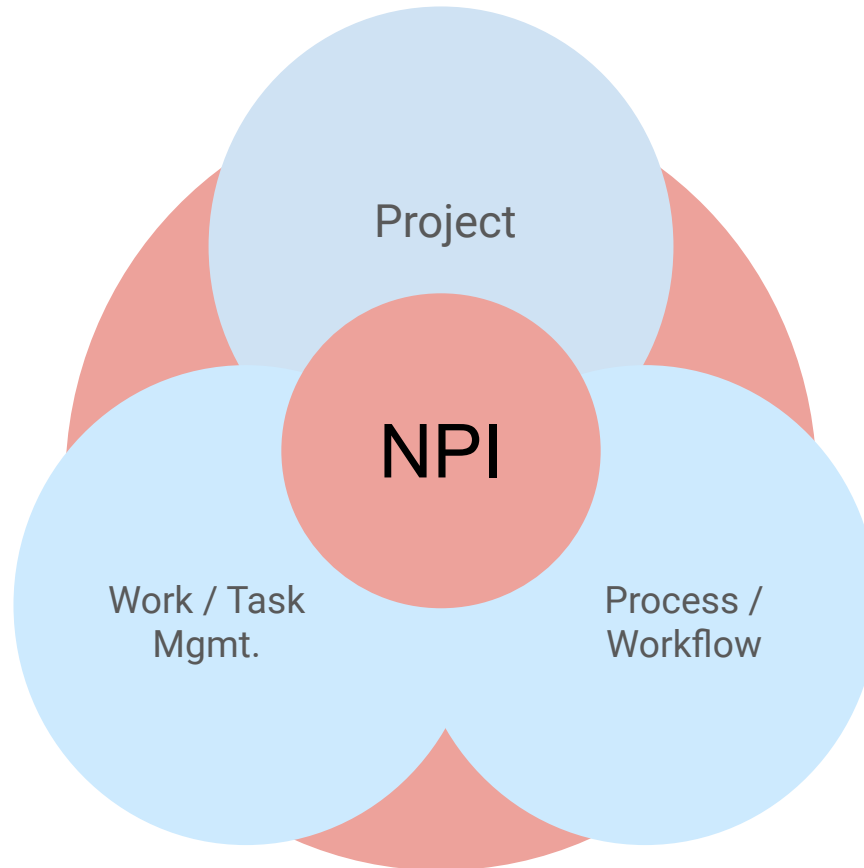 Project
NPI
Work / Task
Mgmt.
Process /
Workflow